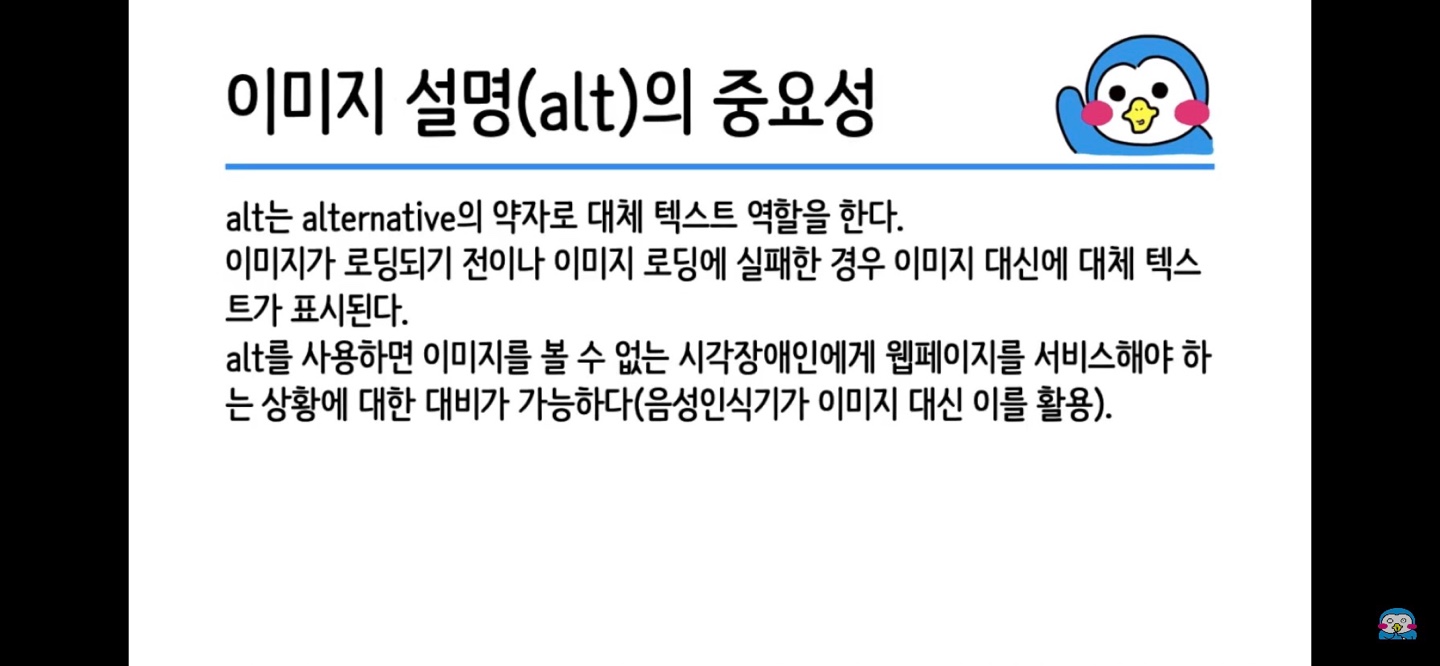 이미지 설명(alt)의 중요성
alt는 alternative의 약자로 대체 텍스트 역할을 한다.
이미지가 로딩되기 전이나 이미지 로딩에 실패한 경우 이미지 대신에 대체 텍스
트가 표시된다.
alt를 사용하면 이미지를 볼 수 없는 시각장애인에게 웹페이지를 서비스해야 하
는 상황에 대한 대비가 가능하다(음성인식기가 이미지 대신 이를 활용).